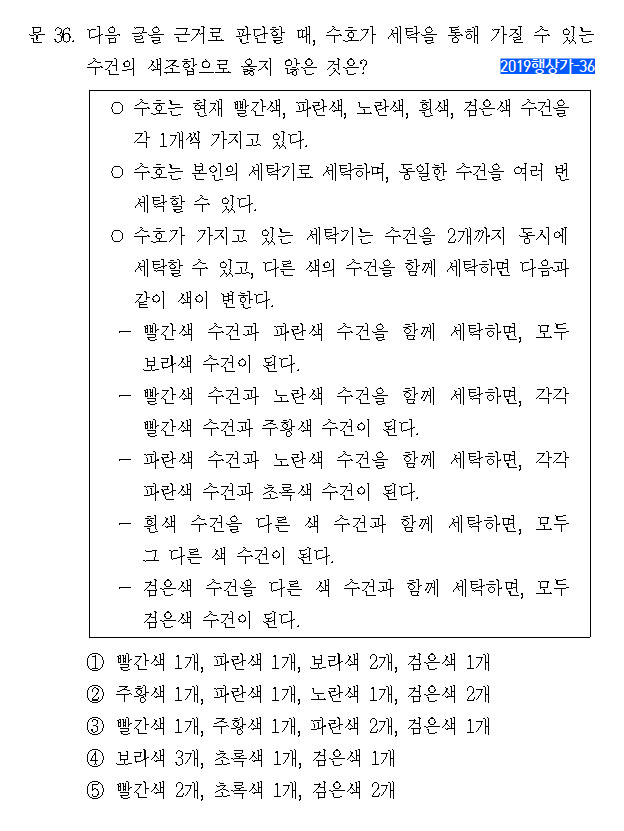 문 36. 다음 글을 근거로 판단할 때, 수호가 세탁을 통해 가질 수 있는
수건의 색조합으로 옳지 않은 것은?
2019행상가-36
○ 수호는 현재 빨간색, 파란색, 노란색, 흰색, 검은색 수건을
각 1개씩 가지고 있다.
○ 수호는 본인의 세탁기로 세탁하며, 동일한 수건을 여러 번
세탁할 수 있다.
○ 수호가 가지고 있는 세탁기는 수건을 2개까지 동시에
세탁할 수 있고, 다른 색의 수건을 함께 세탁하면 다음과
같이 색이 변한다.
－ 빨간색 수건과 파란색 수건을 함께 세탁하면, 모두
보라색 수건이 된다.
－ 빨간색 수건과 노란색 수건을 함께 세탁하면, 각각
빨간색 수건과 주황색 수건이 된다.
－ 파란색 수건과 노란색 수건을 함께 세탁하면, 각각
파란색 수건과 초록색 수건이 된다.
－ 흰색 수건을 다른 색 수건과 함께 세탁하면, 모두
그 다른 색 수건이 된다.
－ 검은색 수건을 다른 색 수건과 함께 세탁하면, 모두
검은색 수건이 된다.
① 빨간색 1개, 파란색 1개, 보라색 2개, 검은색 1개
② 주황색 1개, 파란색 1개, 노란색 1개, 검은색 2개
③ 빨간색 1개, 주황색 1개, 파란색 2개, 검은색 1개
④ 보라색 3개, 초록색 1개, 검은색 1개
⑤ 빨간색 2개, 초록색 1개, 검은색 2개